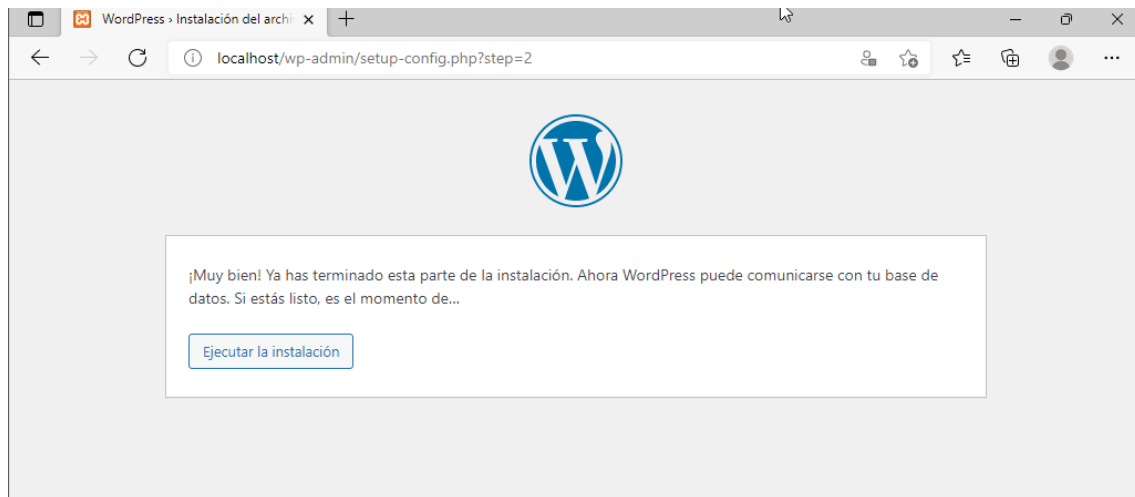 WordPress › Instalación del archi
localhost/wp-admin/setup-config.php?step=2
¡Muy bien! Ya has terminado esta parte de la instalación. Ahora WordPress puede comunicarse con tu base de
datos. Si estás listo, es el momento de...
Ejecutar la instalación